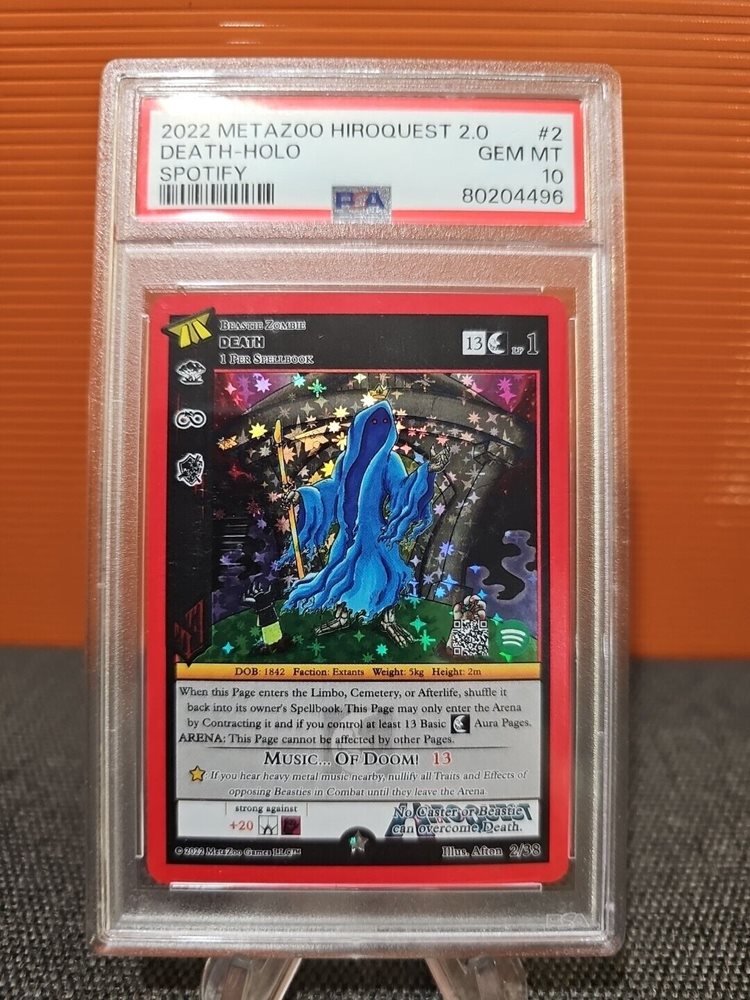 2022 METAZOO HIROQUEST 2.0 #2
DEATH-HOLO GEM MT
SPOTIFY 10
PSA 80204496
BEASTIE ZOMBIE
DEATH
1 PER SPELLBOOK
13 LP 1
DOB: 1842 Faction: Extants Weight: 5kg Height: 2m
When this Page enters the Limbo, Cemetery, or Afterlife, shuffle it
back into its owner's Spellbook. This Page may only enter the Arena
by Contracting it and if you control at least 13 Basic Aura Pages.
ARENA: This Page cannot be affected by other Pages.
MUSIC... OF DOOM! 13
If you hear heavy metal music nearby, nullify all Traits and Effects of
opposing Beasties in Combat until they leave the Arena.
strong against
+20
HIROQUEST
No Caster or Beastie
can overcome Death.
© 2022 MetaZoo Games LLC™
Illus. Afton 2/38
PSA